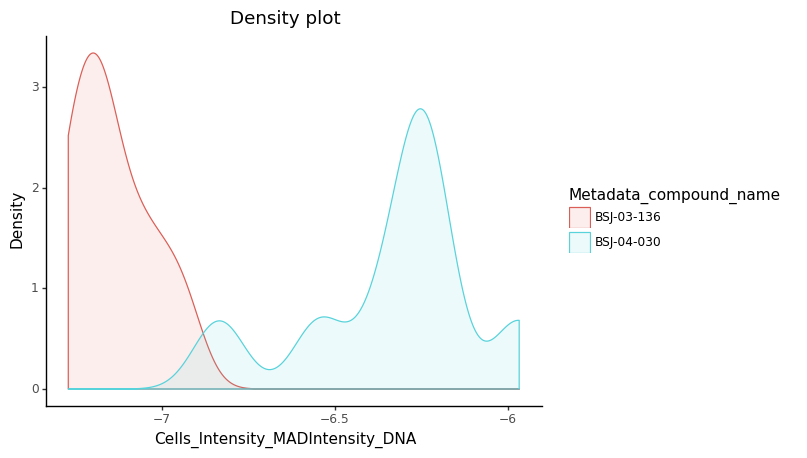 Density plot
3
2
1
0
Density
−7
−6.5
−6
Cells_Intensity_MADIntensity_DNA
Metadata_compound_name
BSJ-03-136
BSJ-04-030